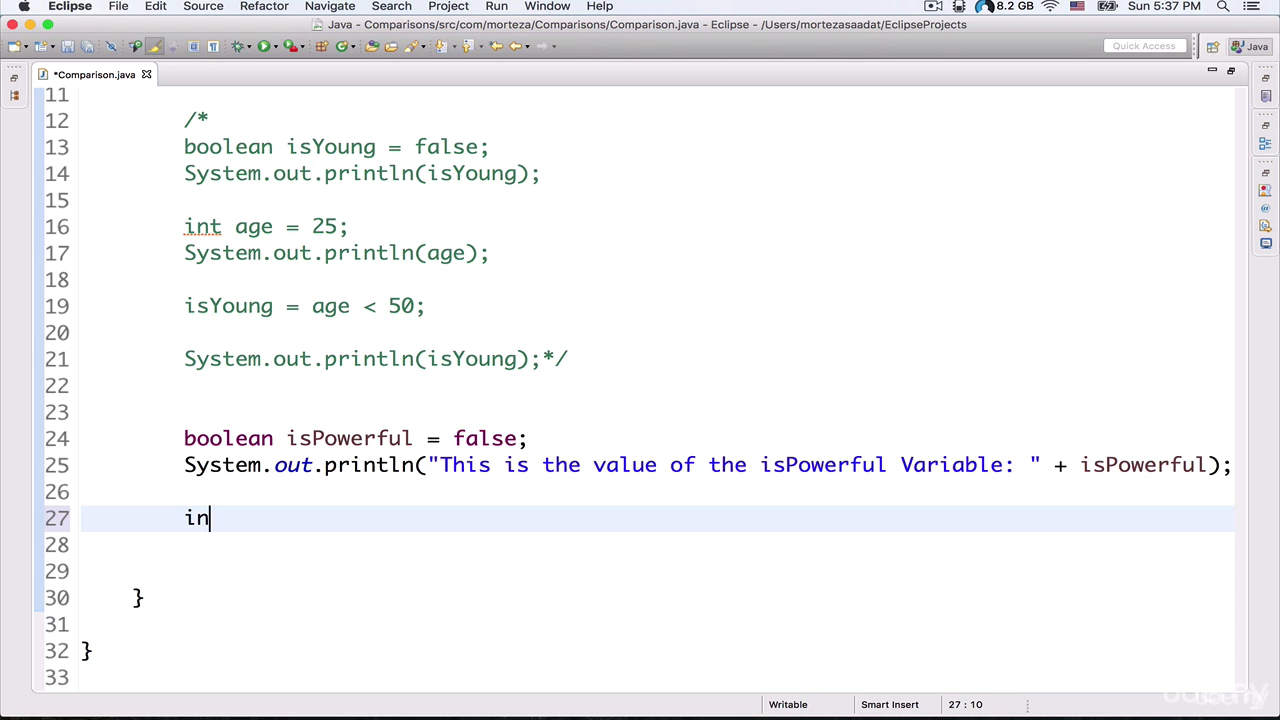 Eclipse File Edit Source Refactor Navigate Search Project Run Window Help 8.2 GB Sun 5:37 PM
Java - Comparisons/src/com/morteza/Comparisons/Comparison.java - Eclipse - /Users/mortezasaadat/EclipseProjects
Quick Access Java
*Comparison.java
11
12 /*
13 boolean isYoung = false;
14 System.out.println(isYoung);
15
16 int age = 25;
17 System.out.println(age);
18
19 isYoung = age < 50;
20
21 System.out.println(isYoung);*/
22
23
24 boolean isPowerful = false;
25 System.out.println("This is the value of the isPowerful Variable: " + isPowerful);
26
27 in
28
29
30 }
31
32 }
33
Writable Smart Insert 27 : 10